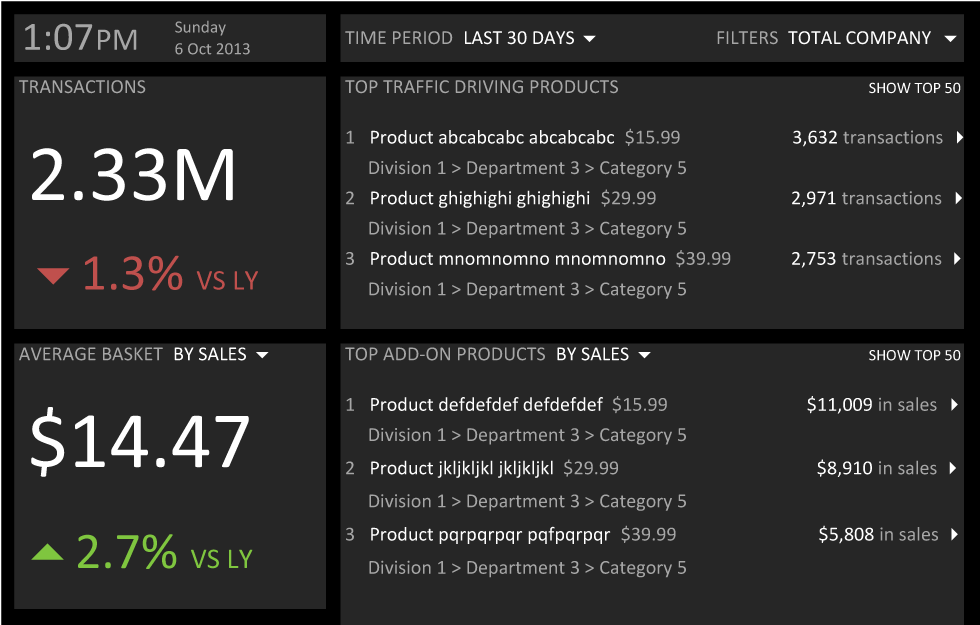 1:07PM
Sunday
6 Oct 2013
TIME PERIOD LAST 30 DAYS
FILTERS TOTAL COMPANY
TRANSACTIONS
2.33M
1.3% VS LY
TOP TRAFFIC DRIVING PRODUCTS
SHOW TOP 50
1 Product abcabcabc abcabcabc $15.99 3,632 transactions
Division 1 > Department 3 > Category 5
2 Product ghighighi ghighighi $29.99 2,971 transactions
Division 1 > Department 3 > Category 5
3 Product mnomnomno mnomnomno $39.99 2,753 transactions
Division 1 > Department 3 > Category 5
AVERAGE BASKET BY SALES
$14.47
2.7% VS LY
TOP ADD-ON PRODUCTS BY SALES
SHOW TOP 50
1 Product defdefdef defdefdef $15.99 $11,009 in sales
Division 1 > Department 3 > Category 5
2 Product jkljkljkl jkljkljkl $29.99 $8,910 in sales
Division 1 > Department 3 > Category 5
3 Product pqrpqrpqr pqfpqrpqr $39.99 $5,808 in sales
Division 1 > Department 3 > Category 5